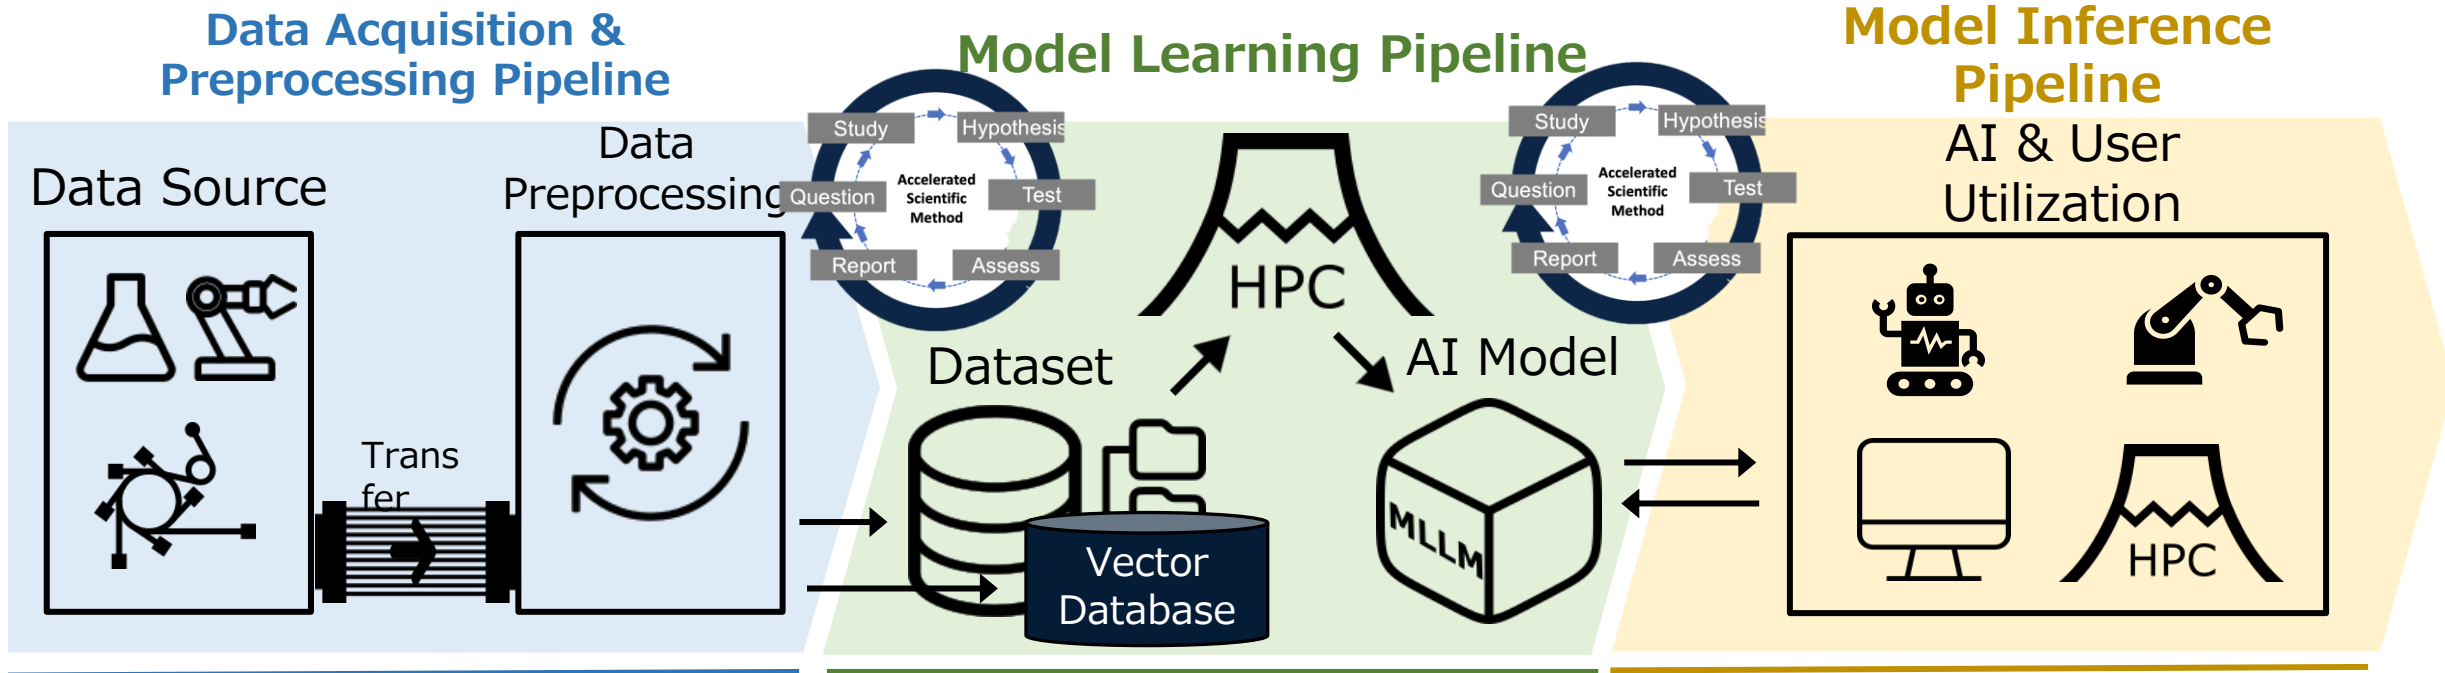 Data Acquisition &
Preprocessing Pipeline
Data Source
Trans
fer
Data
Preprocessing
Study
Hypothesis
Question
Accelerated
Scientific
Method
Test
Report
Assess
Model Learning Pipeline
HPC
Dataset
Vector
Database
AI Model
MLLM
Study
Hypothesis
Question
Accelerated
Scientific
Method
Test
Report
Assess
Model Inference
Pipeline
AI & User
Utilization
HPC